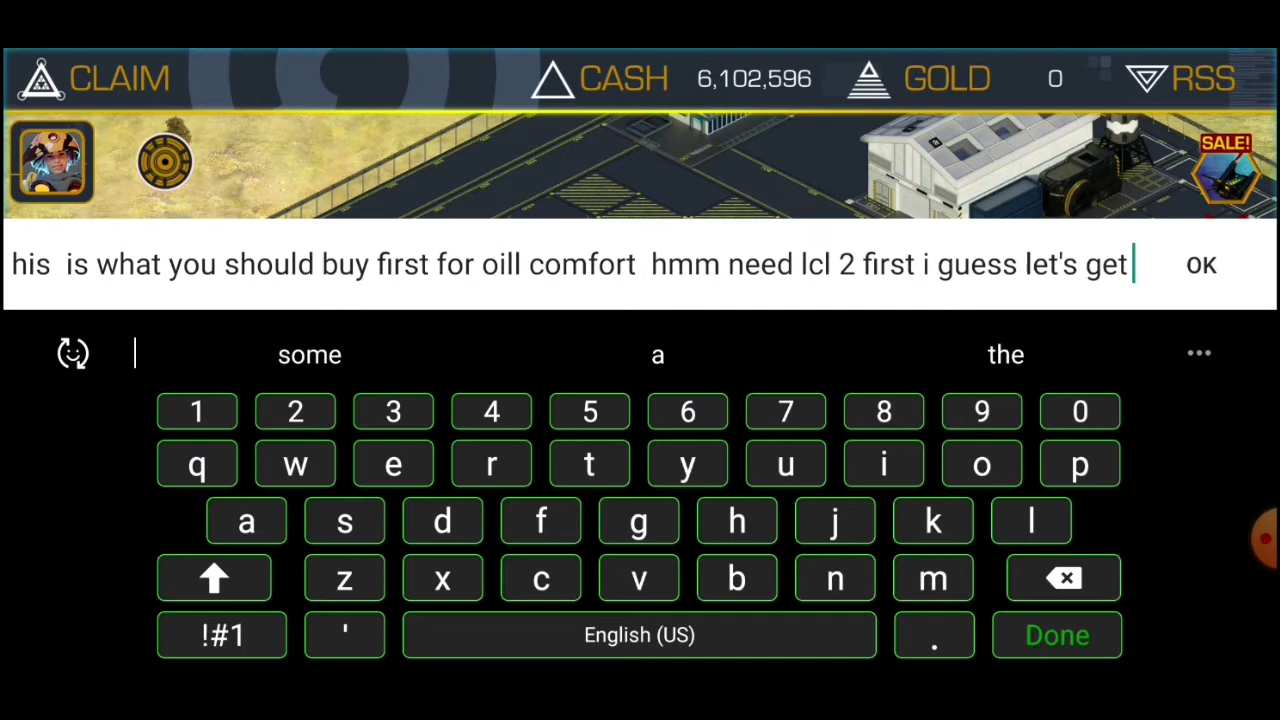 CLAIM CASH 6,102,596 GOLD 0 RSS
SALE!
his  is what you should buy first for oill comfort  hmm need lcl 2 first i guess let's get OK
some a the
1 2 3 4 5 6 7 8 9 0
q w e r t y u i o p
a s d f g h j k l
z x c v b n m
!#1 ' English (US) . Done